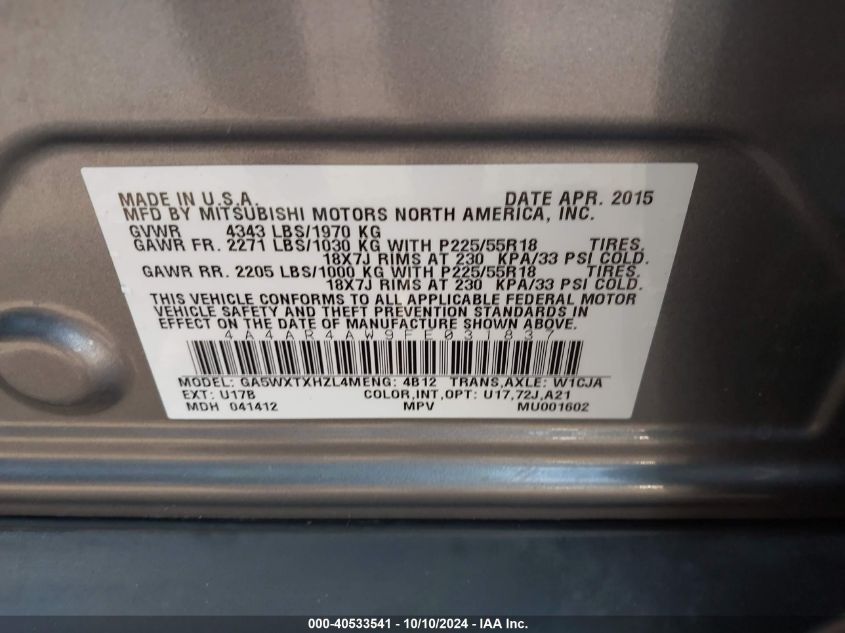 MADE IN U.S.A. DATE APR. 2015
MFD BY MITSUBISHI MOTORS NORTH AMERICA, INC.
GVWR 4343 LBS/1970 KG
GAWR FR. 2271 LBS/1030 KG WITH P225/55R18 TIRES,
18X7J RIMS AT 230 KPA/33 PSI COLD.
GAWR RR. 2205 LBS/1000 KG WITH P225/55R18 TIRES,
18X7J RIMS AT 230 KPA/33 PSI COLD.
THIS VEHICLE CONFORMS TO ALL APPLICABLE FEDERAL MOTOR
VEHICLE SAFETY AND THEFT PREVENTION STANDARDS IN
EFFECT ON THE DATE OF MANUFACTURE SHOWN ABOVE.
4A4AR4AW9FE031837
MODEL: GA5WXTXHZL4MENG: 4B12 TRANS,AXLE: W1CJA
EXT: U17B COLOR,INT,OPT: U17,72J,A21
MDH 041412 MPV MU001602
000-40533541 - 10/10/2024 - IAA Inc.